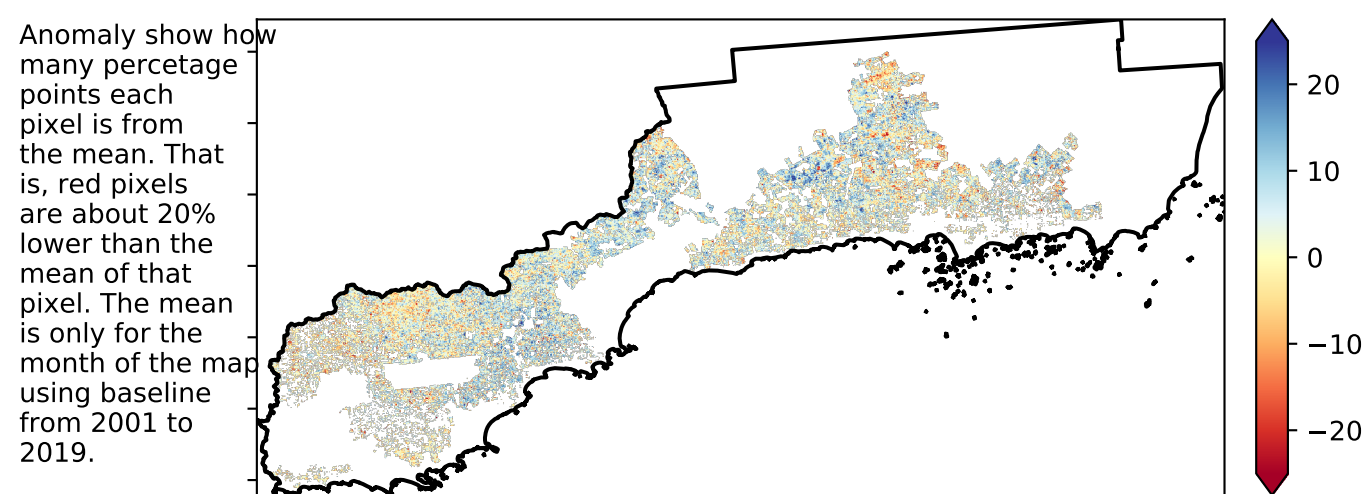 Anomaly show how
many percetage
points each
pixel is from
the mean. That
is, red pixels
are about 20%
lower than the
mean of that
pixel. The mean
is only for the
month of the map
using baseline
from 2001 to
2019.
20
10
0
−10
−20